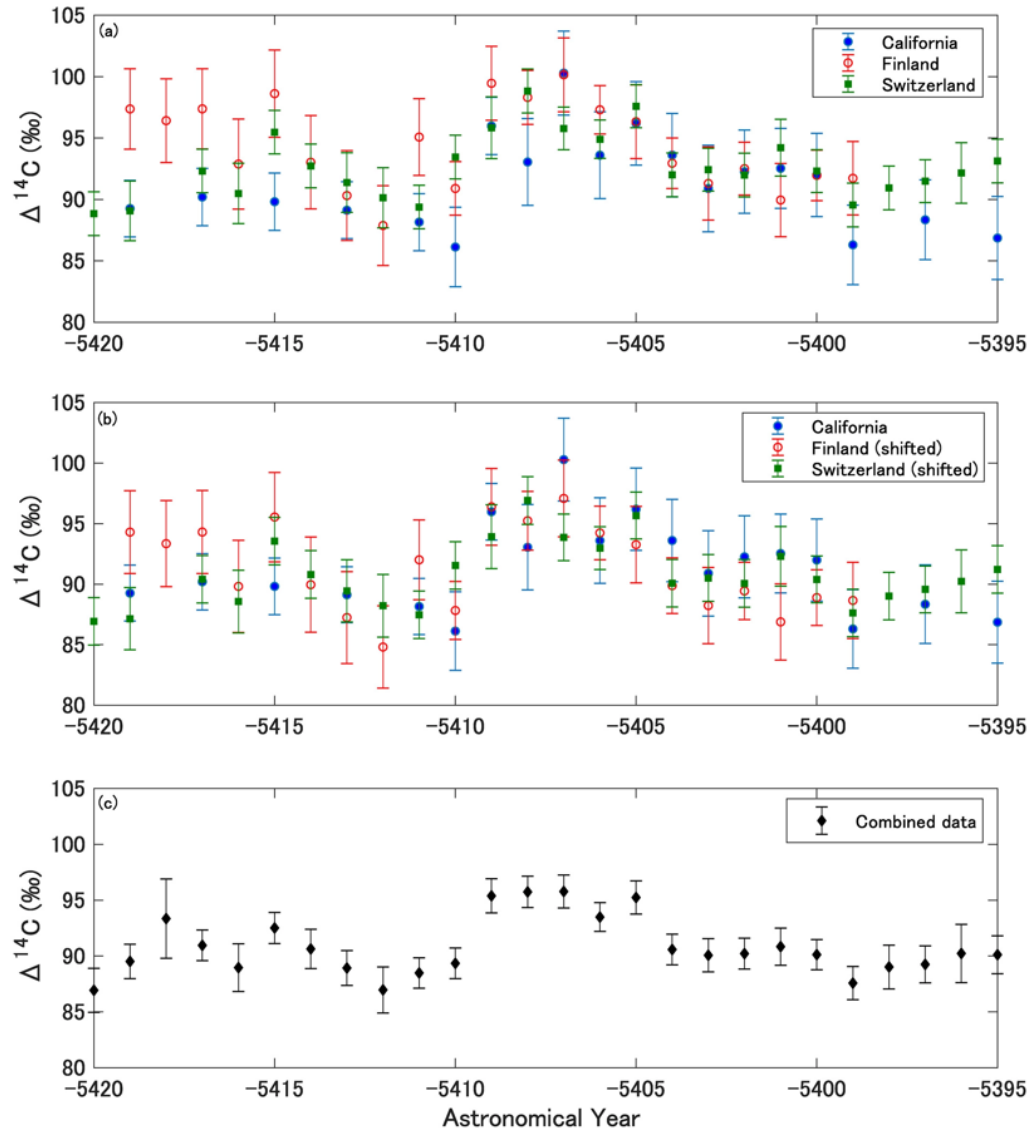 (a)
California
Finland
Switzerland
Δ ¹⁴C (‰)
105
100
95
90
85
80
−5420 −5415 −5410 −5405 −5400 −5395
(b)
California
Finland (shifted)
Switzerland (shifted)
Δ ¹⁴C (‰)
105
100
95
90
85
80
−5420 −5415 −5410 −5405 −5400 −5395
(c)
Combined data
Δ ¹⁴C (‰)
105
100
95
90
85
80
−5420 −5415 −5410 −5405 −5400 −5395
Astronomical Year